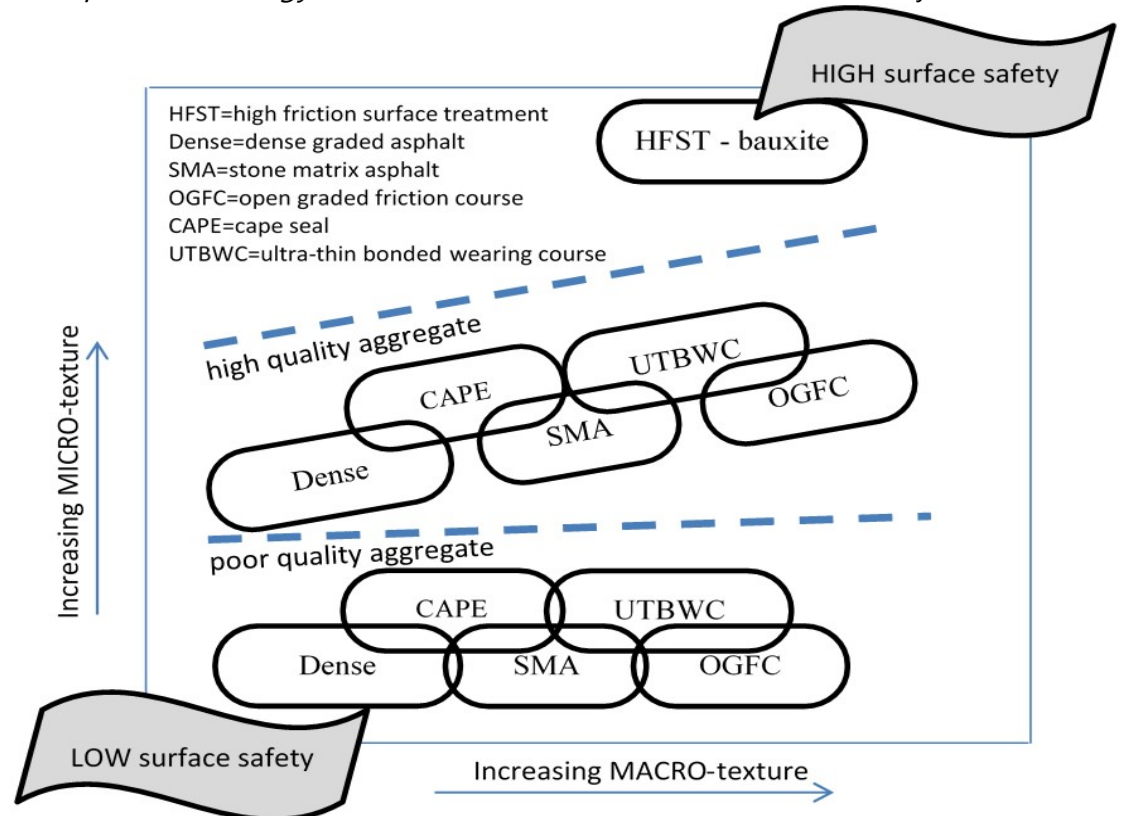 HIGH surface safety
HFST=high friction surface treatment
Dense=dense graded asphalt
SMA=stone matrix asphalt
OGFC=open graded friction course
CAPE=cape seal
UTBWC=ultra-thin bonded wearing course
HFST - bauxite
high quality aggregate
UTBWC
CAPE
OGFC
SMA
Dense
poor quality aggregate
CAPE
UTBWC
Dense
SMA
OGFC
Increasing MICRO-texture
LOW surface safety
Increasing MACRO-texture